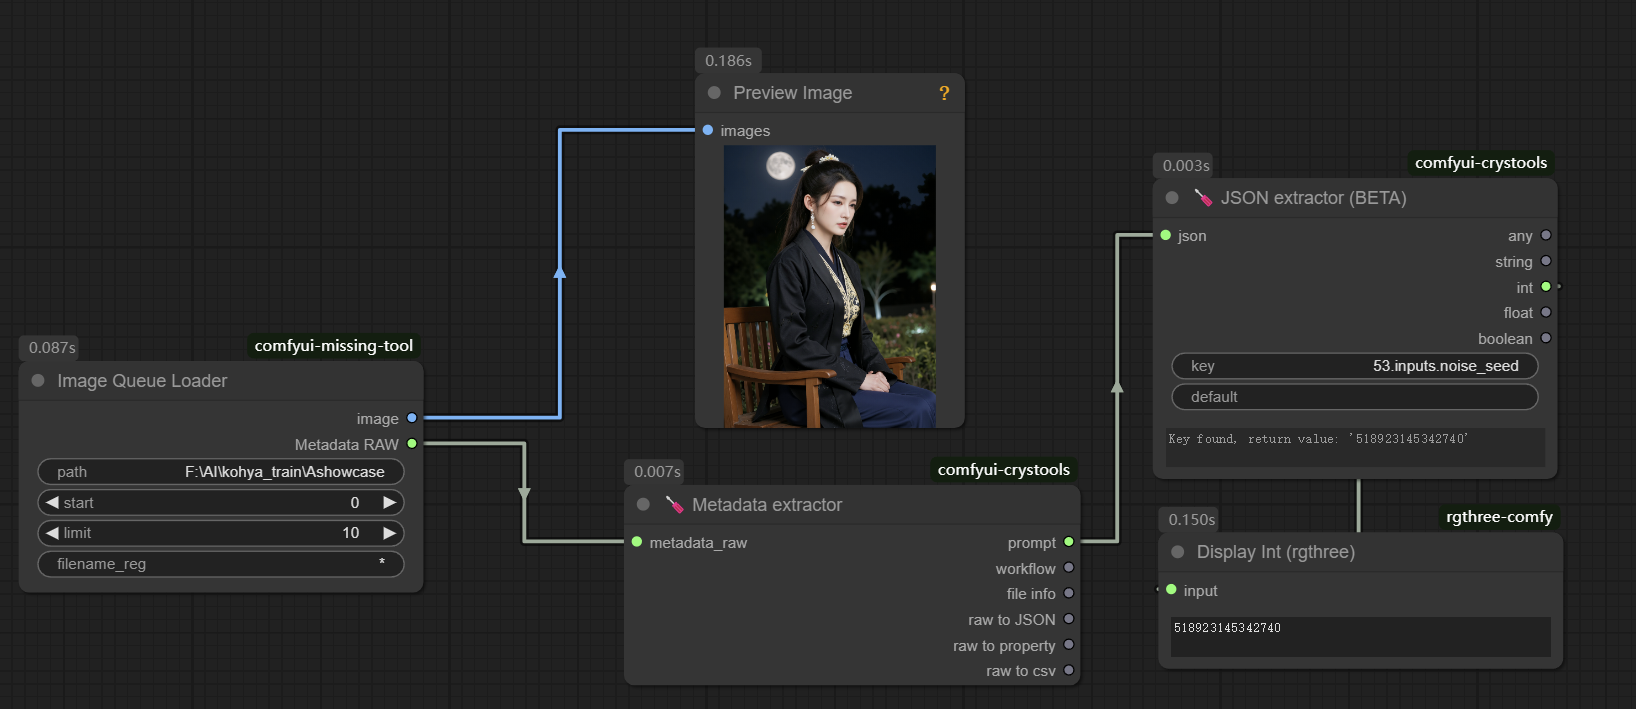 0.186s
Preview Image
?
images
0.087s
comfyui-missing-tool
Image Queue Loader
image
Metadata RAW
path F:\AI\kohya_train\Ashowcase
start 0
limit 10
filename_reg *
0.007s
comfyui-crystools
Metadata extractor
metadata_raw
prompt
workflow
file info
raw to JSON
raw to property
raw to csv
0.003s
comfyui-crystools
JSON extractor (BETA)
json
any
string
int
float
boolean
key 53.inputs.noise_seed
default
Key found, return value: '518923145342740'
0.150s
rgthree-comfy
Display Int (rgthree)
input
518923145342740